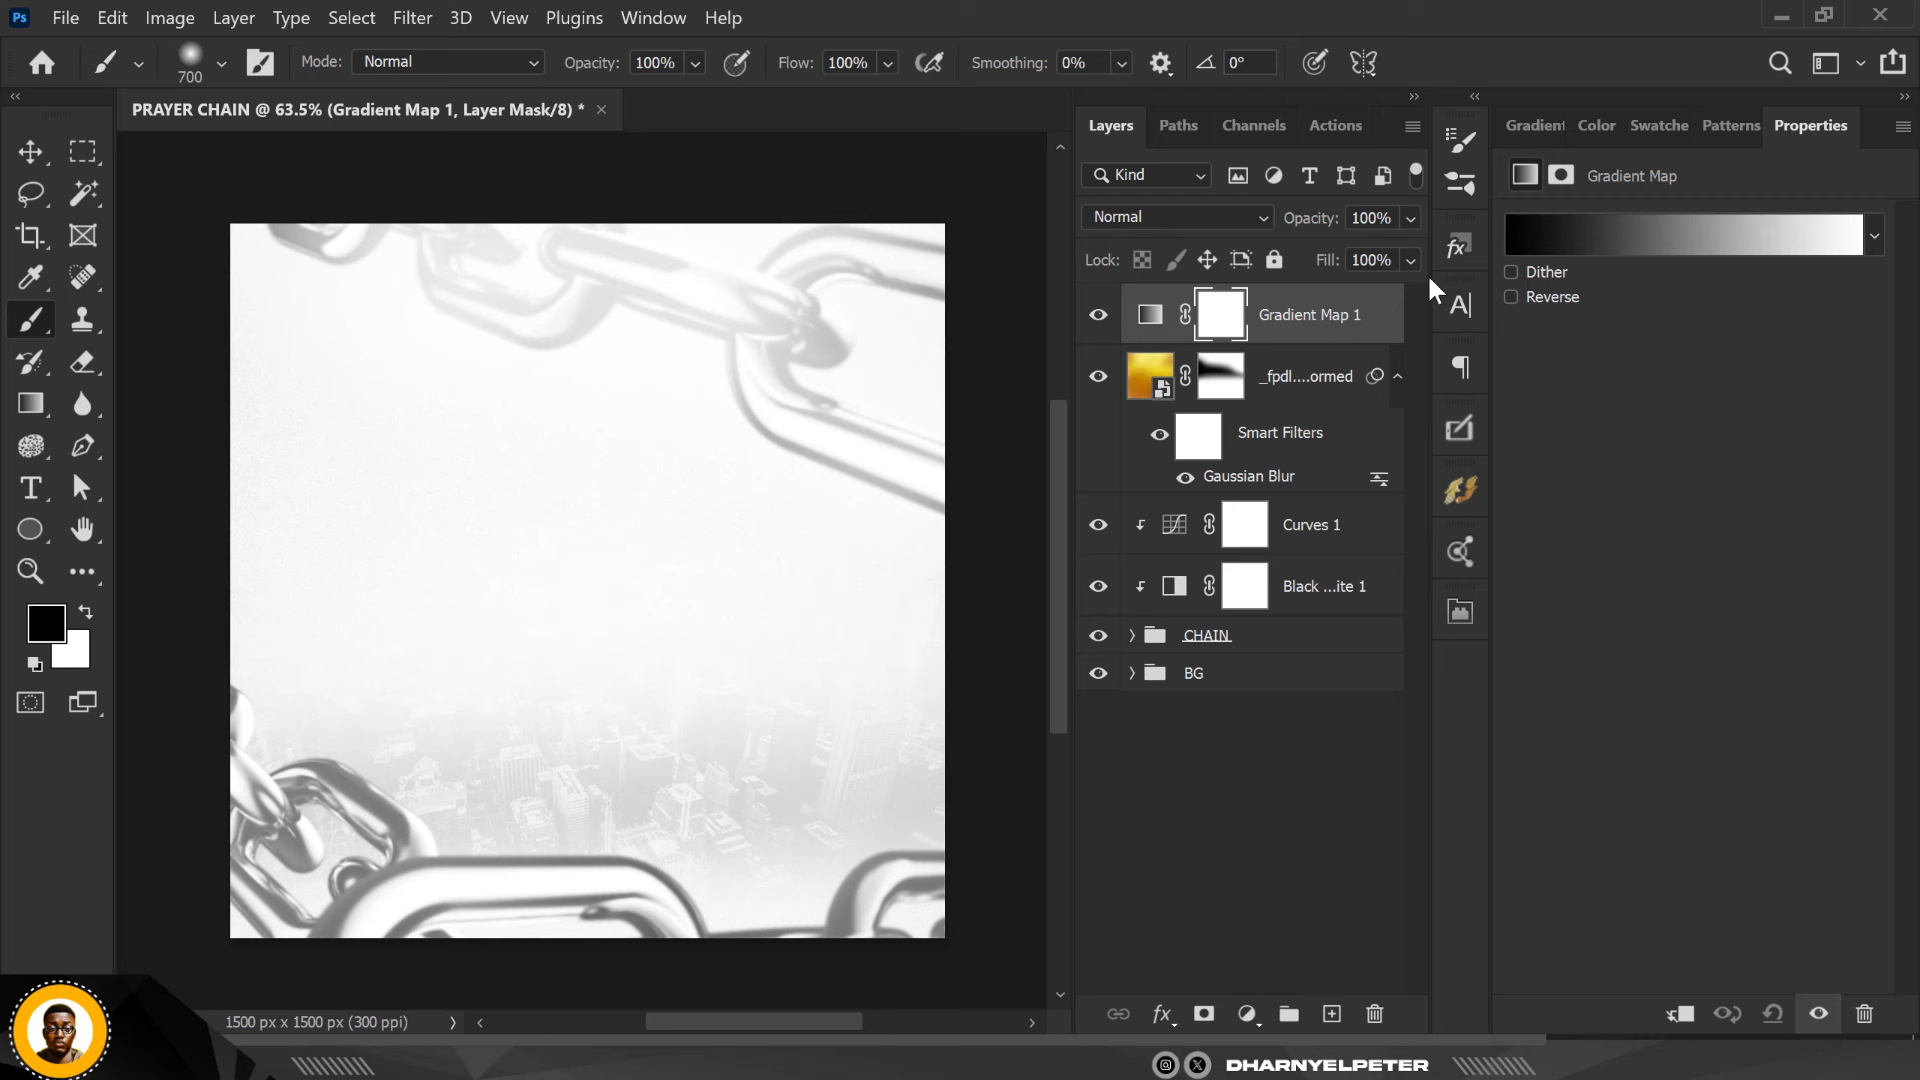 Ps File Edit Image Layer Type Select Filter 3D View Plugins Window Help
700 Mode: Normal Opacity: 100% Flow: 100% Smoothing: 0% 0°
PRAYER CHAIN @ 63.5% (Gradient Map 1, Layer Mask/8) *
Layers Paths Channels Actions
Gradient Color Swatche Patterns Properties
Kind
Gradient Map
Normal Opacity: 100%
Lock: Fill: 100%
Dither
Reverse
Gradient Map 1
_fpdl....ormed
Smart Filters
Gaussian Blur
Curves 1
Black ...ite 1
CHAIN
BG
1500 px x 1500 px (300 ppi)
DHARNYELPETER